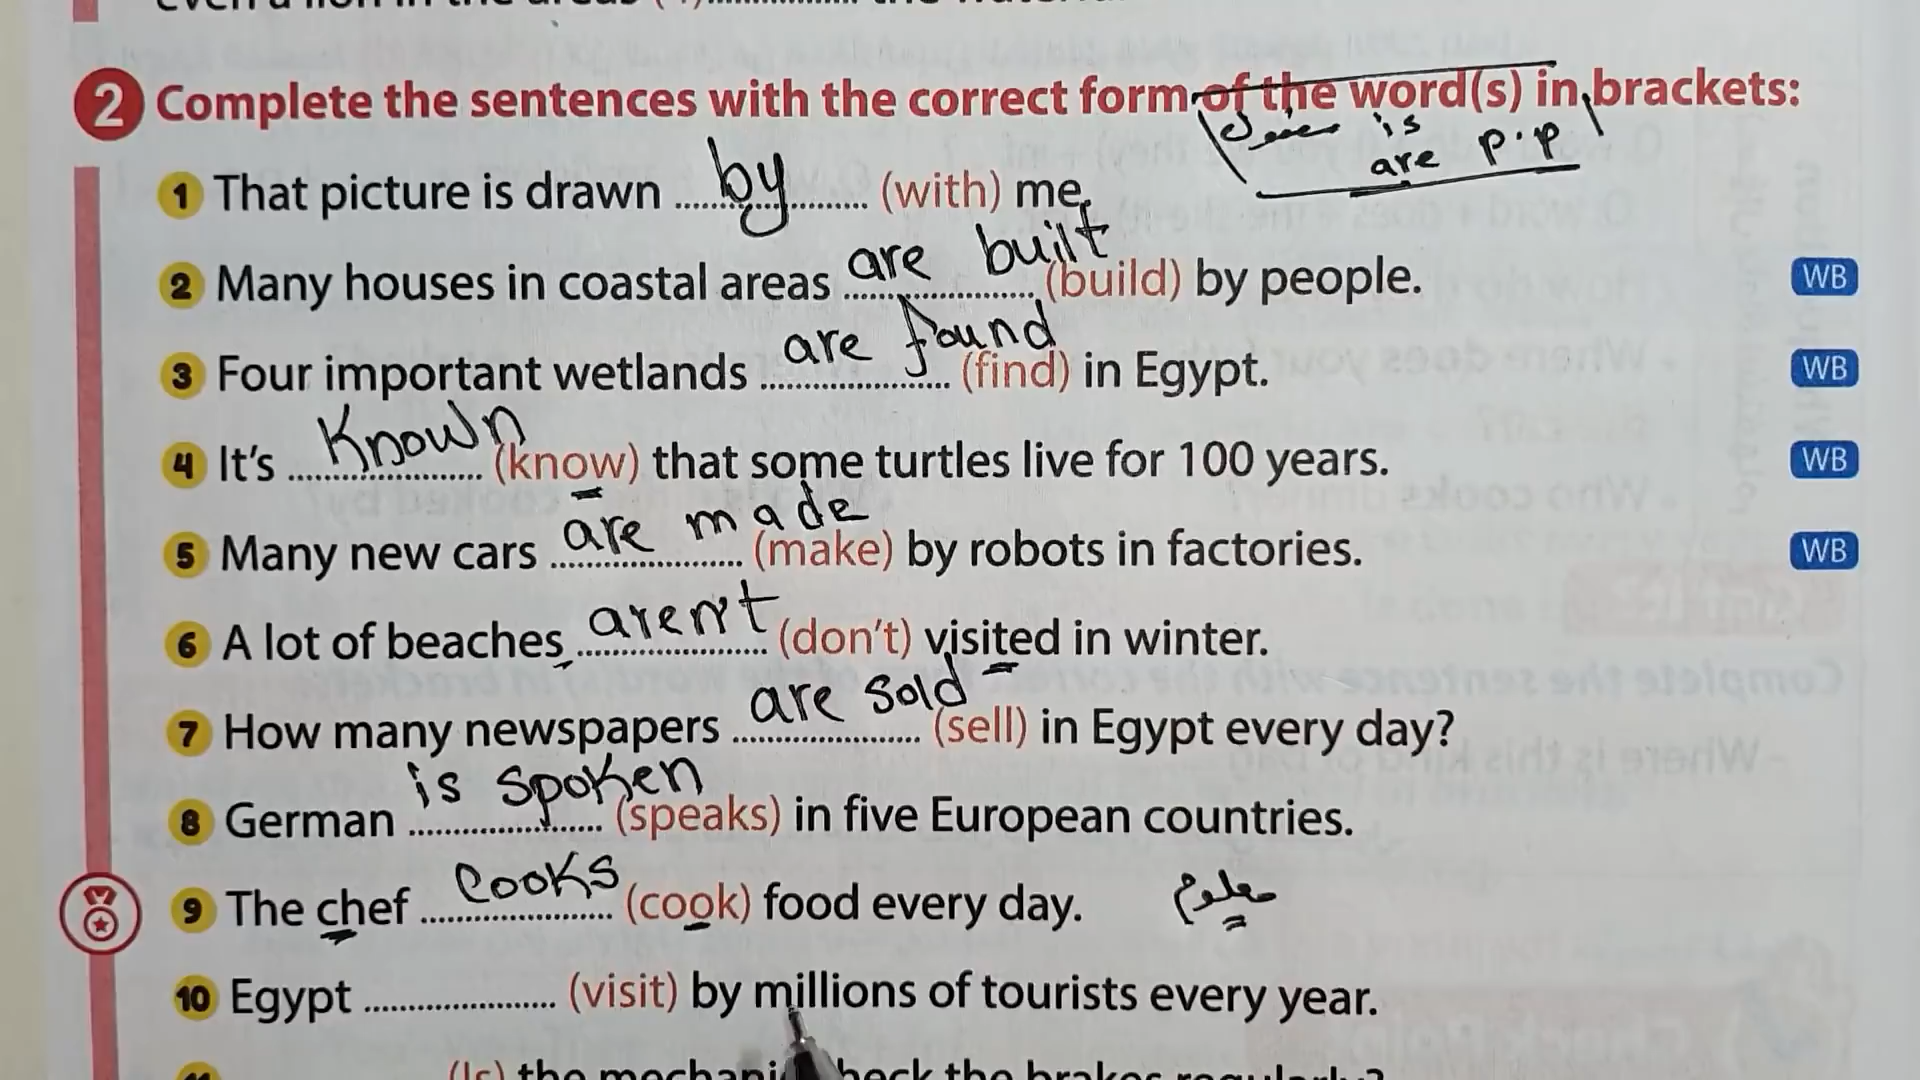 2 Complete the sentences with the correct form of the word(s) in brackets:
is
are p.p
1 That picture is drawn by (with) me.
2 Many houses in coastal areas are built (build) by people. WB
3 Four important wetlands are found (find) in Egypt. WB
4 It's Known (know) that some turtles live for 100 years. WB
5 Many new cars are made (make) by robots in factories. WB
6 A lot of beaches aren't (don't) visited in winter.
7 How many newspapers are sold (sell) in Egypt every day?
8 German is spoken (speaks) in five European countries.
9 The chef cooks (cook) food every day. معلوم
10 Egypt .................... (visit) by millions of tourists every year.
(Is) the